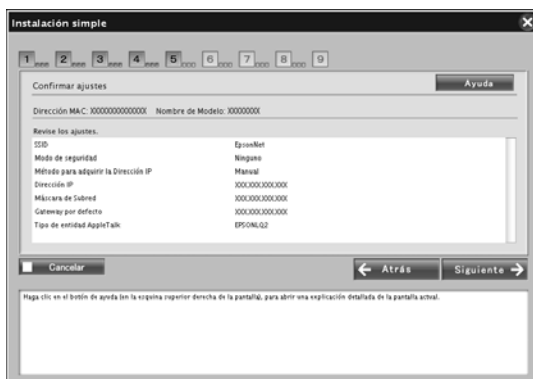 Instalación simple
1 2 3 4 5 6 7 8 9
Confirmar ajustes
Ayuda
Dirección MAC: XXXXXXXXXXXXXX Nombre de Modelo: XXXXXXXX
Revise los ajustes.
SSID EpsonNet
Modo de seguridad Ninguno
Método para adquirir la Dirección IP Manual
Dirección IP XXX.XXX.XXX.XXX
Máscara de Subred XXX.XXX.XXX.XXX
Gateway por defecto XXX.XXX.XXX.XXX
Tipo de entidad AppleTalk EPSONLQ2
Cancelar
Atrás
Siguiente
Haga clic en el botón de ayuda (en la esquina superior derecha de la pantalla), para abrir una explicación detallada de la pantalla actual.